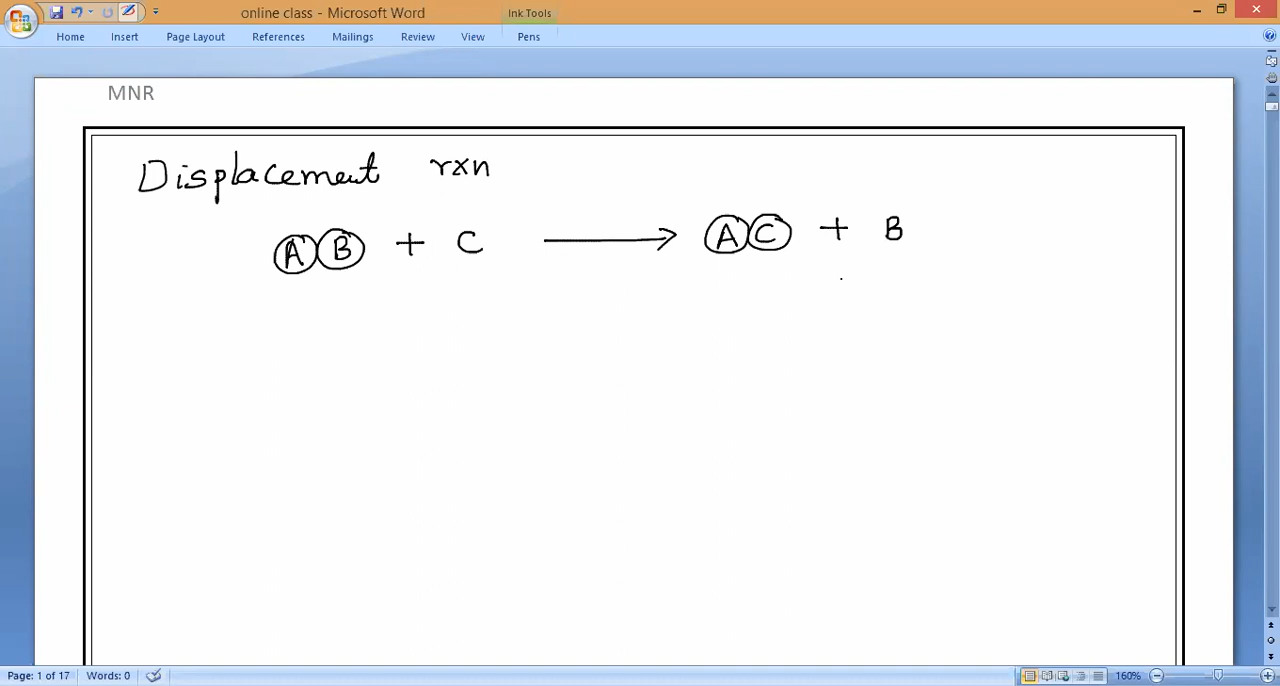 online class - Microsoft Word
Ink Tools
Home Insert Page Layout References Mailings Review View Pens
MNR
Displacement rxn
AB + C ⟶ AC + B
Page: 1 of 17 Words: 0 160%